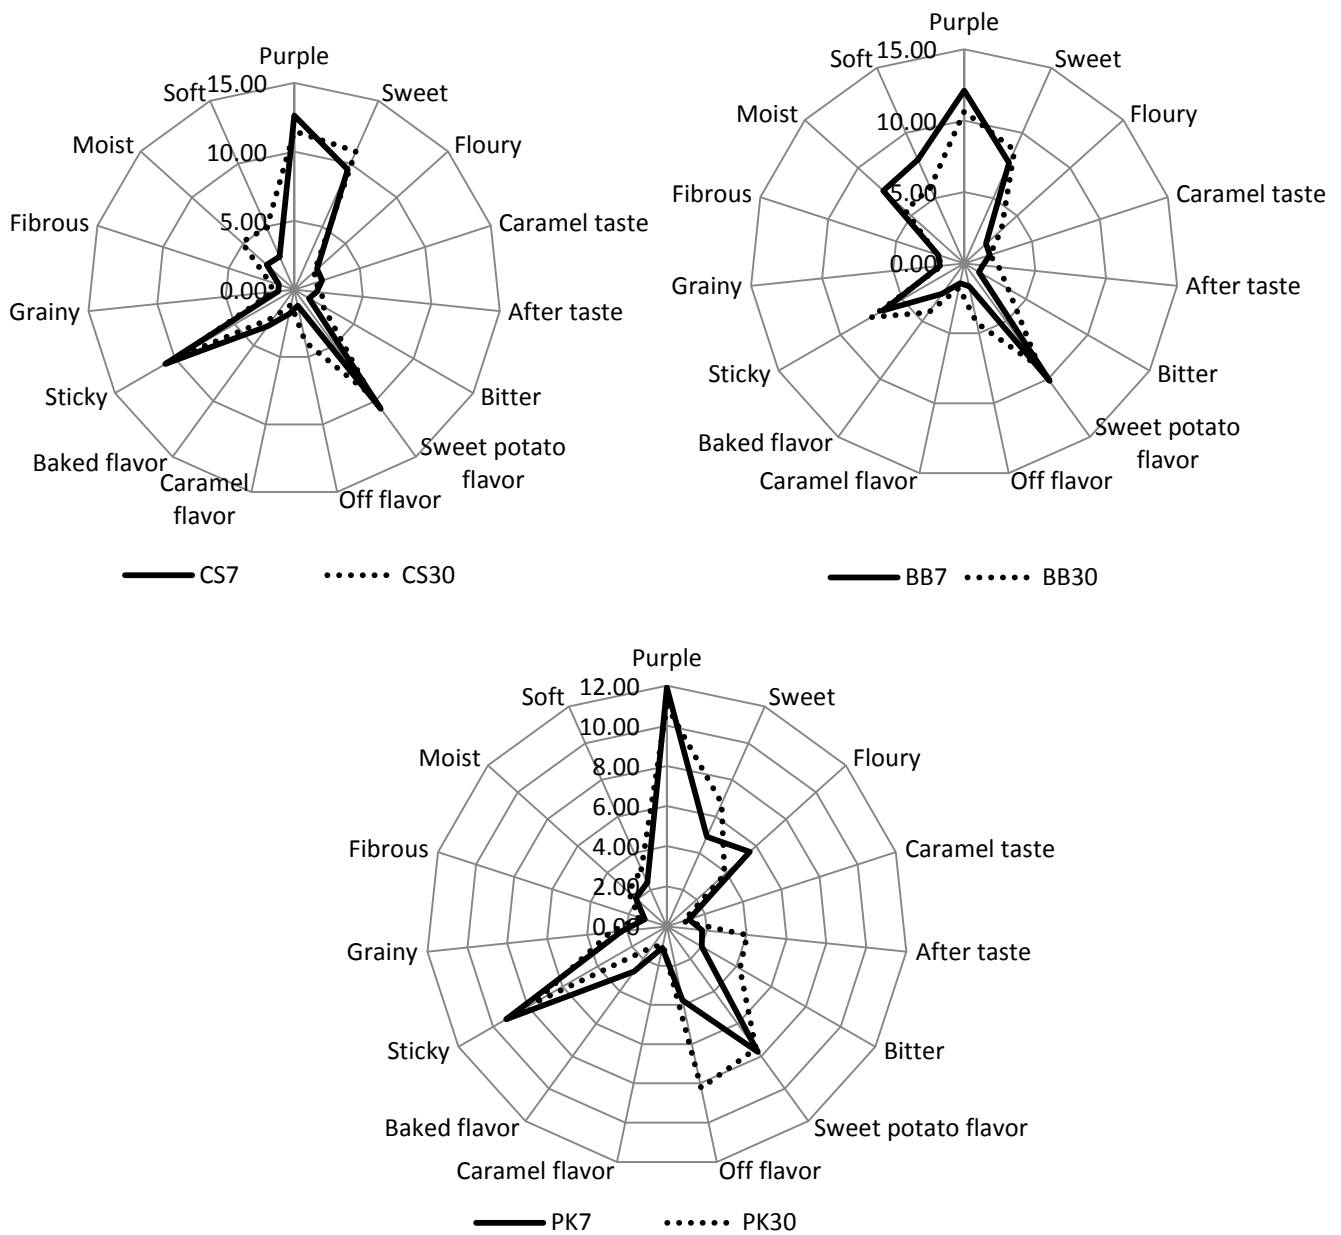 Purple
15.00
Soft
Sweet
Moist
10.00
Floury
Fibrous
5.00
Caramel taste
0.00
Grainy
After taste
Sticky
Bitter
Baked flavor
Caramel
flavor
Off flavor
Sweet potato
flavor
CS7
CS30
Purple
15.00
Soft
Sweet
Moist
10.00
Floury
Fibrous
5.00
Caramel taste
0.00
Grainy
After taste
Sticky
Bitter
Baked flavor
Sweet potato
flavor
Caramel flavor
Off flavor
BB7
BB30
Purple
12.00
Soft
Sweet
10.00
Moist
Floury
8.00
6.00
Fibrous
4.00
Caramel taste
2.00
0.00
Grainy
After taste
Sticky
Bitter
Baked flavor
Sweet potato flavor
Caramel flavor
Off flavor
PK7
PK30